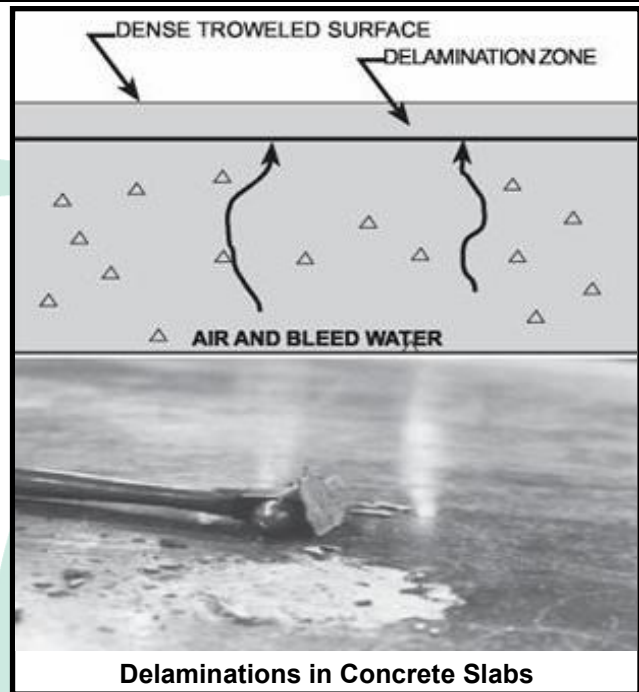 DENSE TROWELED SURFACE
DELAMINATION ZONE
AIR AND BLEED WATER
Delaminations in Concrete Slabs